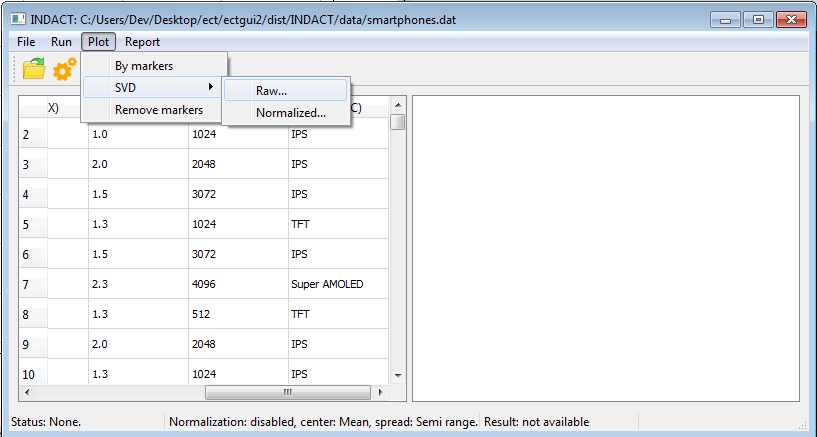 INDACT: C:/Users/Dev/Desktop/ect/ectgui2/dist/INDACT/data/smartphones.dat
File Run Plot Report
By markers
SVD
Remove markers
Raw...
Normalized...
X) C)
2 1.0 1024 IPS
3 2.0 2048 IPS
4 1.5 3072 IPS
5 1.3 1024 TFT
6 1.5 3072 IPS
7 2.3 4096 Super AMOLED
8 1.3 512 TFT
9 2.0 2048 IPS
10 1.3 1024 IPS
Status: None. Normalization: disabled, center: Mean, spread: Semi range. Result: not available